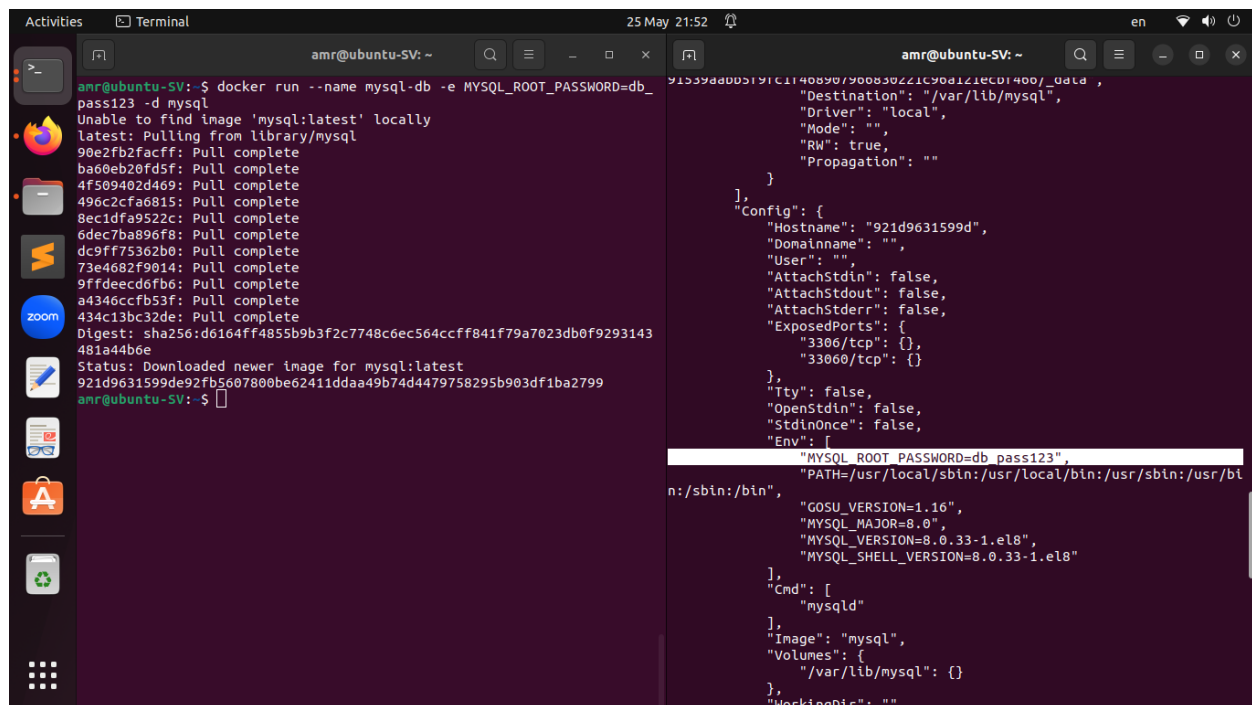 Activities
Terminal
25 May 21:52
en
amr@ubuntu-SV: ~
amr@ubuntu-SV:~$ docker run --name mysql-db -e MYSQL_ROOT_PASSWORD=db_
pass123 -d mysql
Unable to find image 'mysql:latest' locally
latest: Pulling from library/mysql
90e2fb2facff: Pull complete
ba60eb20fd5f: Pull complete
4f509402d469: Pull complete
496c2cfa6815: Pull complete
8ec1dfa9522c: Pull complete
6dec7ba896f8: Pull complete
dc9ff75362b0: Pull complete
73e4682f9014: Pull complete
9ffdeecd6fb6: Pull complete
a4346ccfb53f: Pull complete
434c13bc32de: Pull complete
Digest: sha256:d6164ff4855b9b3f2c7748c6ec564ccff841f79a7023db0f9293143
481a44b6e
Status: Downloaded newer image for mysql:latest
921d9631599de92fb5607800be62411ddaa49b74d4479758295b903df1ba2799
amr@ubuntu-SV:~$
zoom
amr@ubuntu-SV: ~
"Destination": "/var/lib/mysql",
"Driver": "local",
"Mode": "",
"RW": true,
"Propagation": ""
}
],
"Config": {
"Hostname": "921d9631599d",
"Domainname": "",
"User": "",
"AttachStdin": false,
"AttachStdout": false,
"AttachStderr": false,
"ExposedPorts": {
"3306/tcp": {},
"33060/tcp": {}
},
"Tty": false,
"OpenStdin": false,
"StdinOnce": false,
"Env": [
"MYSQL_ROOT_PASSWORD=db_pass123",
"PATH=/usr/local/sbin:/usr/local/bin:/usr/sbin:/usr/bi
n:/sbin:/bin",
"GOSU_VERSION=1.16",
"MYSQL_MAJOR=8.0",
"MYSQL_VERSION=8.0.33-1.el8",
"MYSQL_SHELL_VERSION=8.0.33-1.el8"
],
"Cmd": [
"mysqld"
],
"Image": "mysql",
"Volumes": {
"/var/lib/mysql": {}
},
"WorkingDir": ""